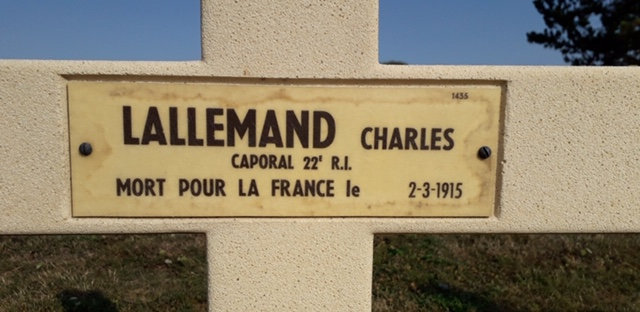 1435
LALLEMAND CHARLES
CAPORAL 22E R.I.
MORT POUR LA FRANCE le 2-3-1915